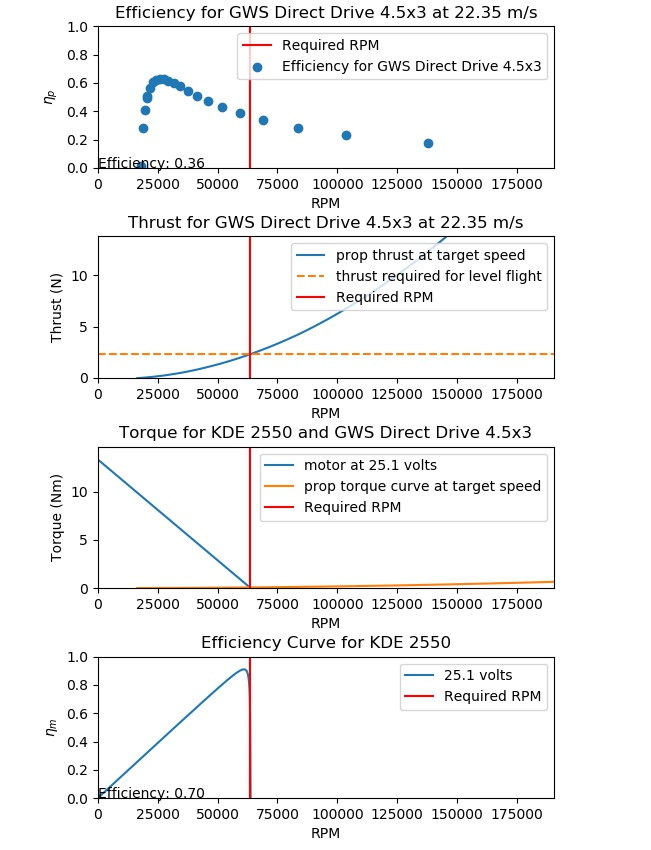 Efficiency for GWS Direct Drive 4.5x3 at 22.35 m/s
1.0
0.8
0.6
0.4
0.2
0.0
ηp
Required RPM
Efficiency for GWS Direct Drive 4.5x3
Efficiency: 0.36
0 25000 50000 75000 100000 125000 150000 175000
RPM
Thrust for GWS Direct Drive 4.5x3 at 22.35 m/s
10
5
0
Thrust (N)
prop thrust at target speed
thrust required for level flight
Required RPM
0 25000 50000 75000 100000 125000 150000 175000
RPM
Torque for KDE 2550 and GWS Direct Drive 4.5x3
10
5
0
Torque (Nm)
motor at 25.1 volts
prop torque curve at target speed
Required RPM
0 25000 50000 75000 100000 125000 150000 175000
RPM
Efficiency Curve for KDE 2550
1.0
0.8
0.6
0.4
0.2
0.0
ηm
25.1 volts
Required RPM
Efficiency: 0.70
0 25000 50000 75000 100000 125000 150000 175000
RPM